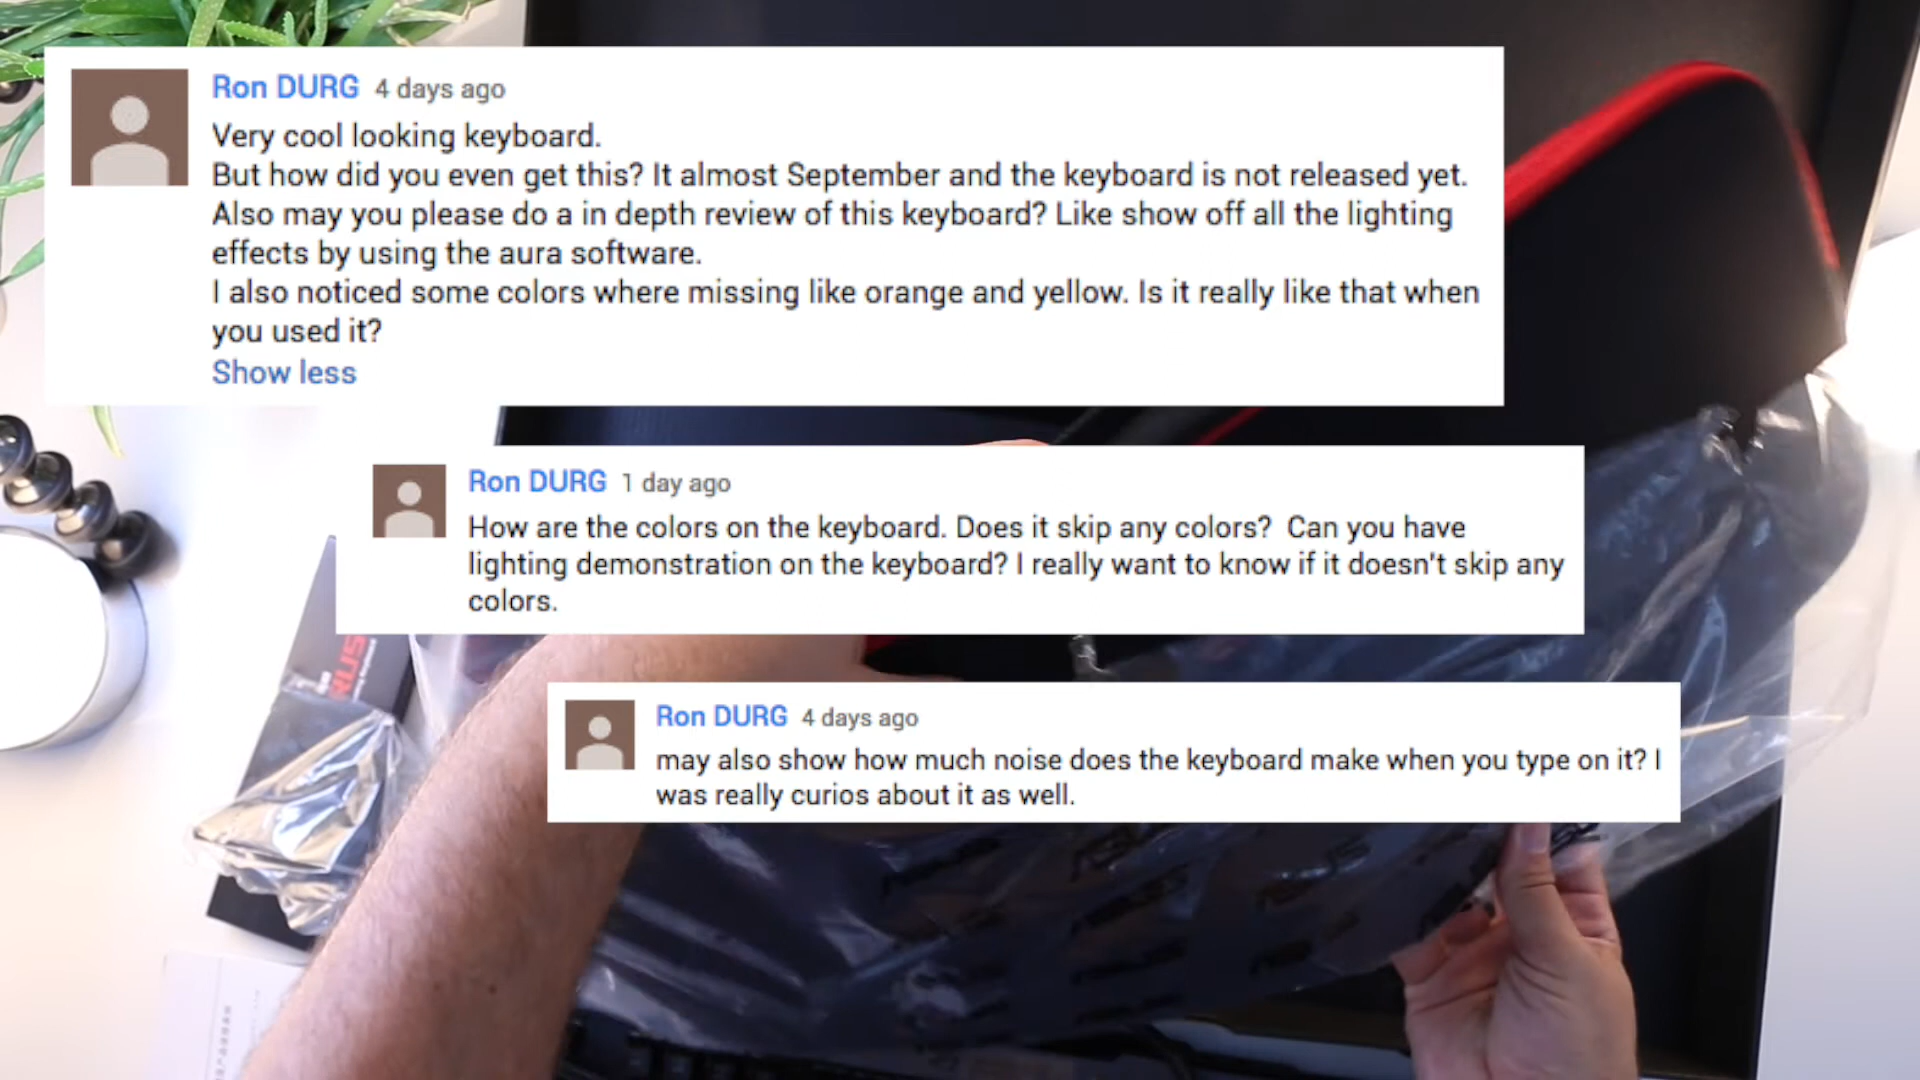 Ron DURG 4 days ago
Very cool looking keyboard.
But how did you even get this? It almost September and the keyboard is not released yet.
Also may you please do a in depth review of this keyboard? Like show off all the lighting
effects by using the aura software.
I also noticed some colors where missing like orange and yellow. Is it really like that when
you used it?
Show less
Ron DURG 1 day ago
How are the colors on the keyboard. Does it skip any colors? Can you have
lighting demonstration on the keyboard? I really want to know if it doesn't skip any
colors.
Ron DURG 4 days ago
may also show how much noise does the keyboard make when you type on it? I
was really curios about it as well.